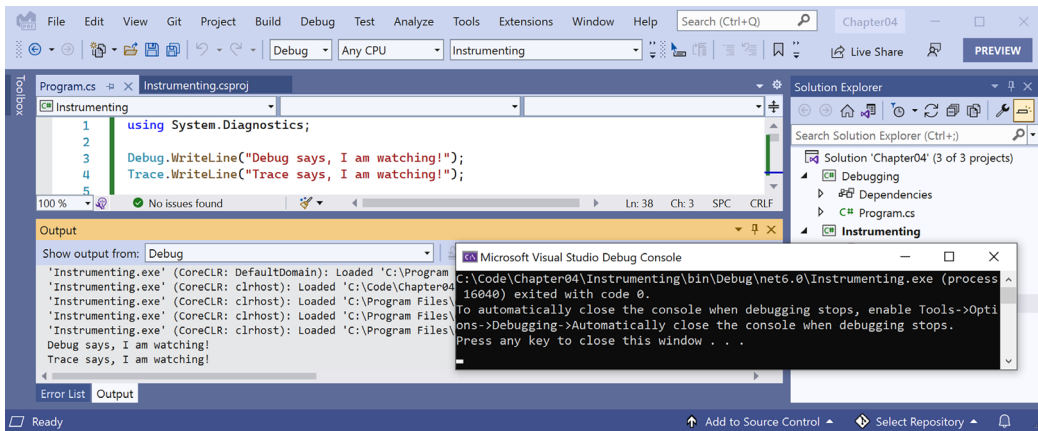 File Edit View Git Project Build Debug Test Analyze Tools Extensions Window Help Search (Ctrl+Q) Chapter04
Debug Any CPU Instrumenting Live Share PREVIEW
Toolbox
Program.cs Instrumenting.csproj
Instrumenting
1 using System.Diagnostics;
2
3 Debug.WriteLine("Debug says, I am watching!");
4 Trace.WriteLine("Trace says, I am watching!");
5
100 % No issues found Ln: 38 Ch: 3 SPC CRLF
Output
Show output from: Debug
'Instrumenting.exe' (CoreCLR: DefaultDomain): Loaded 'C:\Program
'Instrumenting.exe' (CoreCLR: clrhost): Loaded 'C:\Code\Chapter04
'Instrumenting.exe' (CoreCLR: clrhost): Loaded 'C:\Program Files\
'Instrumenting.exe' (CoreCLR: clrhost): Loaded 'C:\Program Files\
'Instrumenting.exe' (CoreCLR: clrhost): Loaded 'C:\Program Files\
Debug says, I am watching!
Trace says, I am watching!
Error List Output
Solution Explorer
Search Solution Explorer (Ctrl+;)
Solution 'Chapter04' (3 of 3 projects)
C# Debugging
Dependencies
C# Program.cs
C# Instrumenting
Microsoft Visual Studio Debug Console
C:\Code\Chapter04\Instrumenting\bin\Debug\net6.0\Instrumenting.exe (process
16040) exited with code 0.
To automatically close the console when debugging stops, enable Tools->Opti
ons->Debugging->Automatically close the console when debugging stops.
Press any key to close this window . . .
Ready Add to Source Control Select Repository